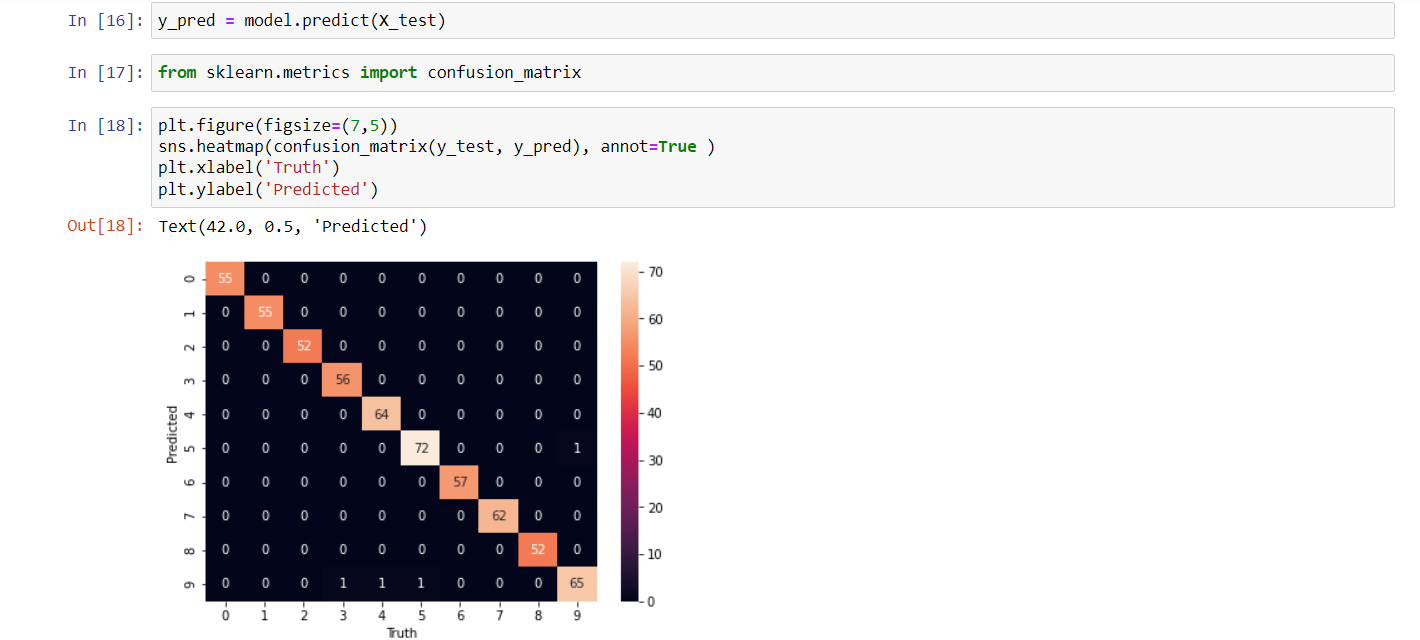 In [16]: y_pred = model.predict(X_test)
In [17]: from sklearn.metrics import confusion_matrix
In [18]: plt.figure(figsize=(7,5))
sns.heatmap(confusion_matrix(y_test, y_pred), annot=True )
plt.xlabel('Truth')
plt.ylabel('Predicted')
Out[18]: Text(42.0, 0.5, 'Predicted')
0 55 0 0 0 0 0 0 0 0 0
1 0 55 0 0 0 0 0 0 0 0
2 0 0 52 0 0 0 0 0 0 0
3 0 0 0 56 0 0 0 0 0 0
4 0 0 0 0 64 0 0 0 0 0
5 0 0 0 0 0 72 0 0 0 1
6 0 0 0 0 0 0 57 0 0 0
7 0 0 0 0 0 0 0 62 0 0
8 0 0 0 0 0 0 0 0 52 0
9 0 0 0 1 1 1 0 0 0 65
0 1 2 3 4 5 6 7 8 9
Truth
Predicted
70
60
50
40
30
20
10
0